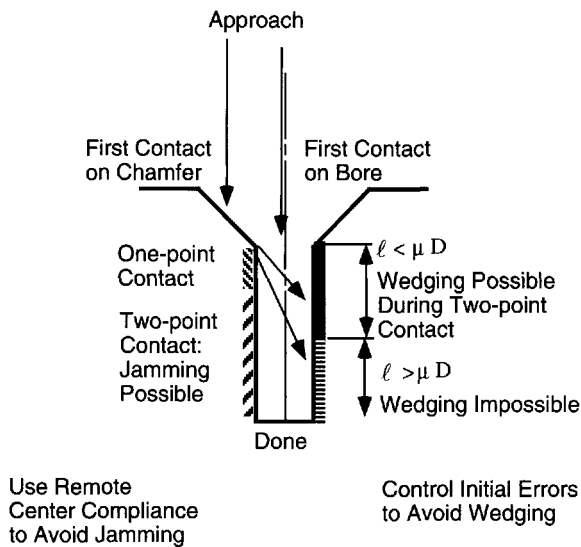 Approach
First Contact
on Chamfer
First Contact
on Bore
One-point
Contact
Two-point
Contact:
Jamming
Possible
ℓ < μ D
Wedging Possible
During Two-point
Contact
ℓ > μ D
Wedging Impossible
Done
Use Remote
Center Compliance
to Avoid Jamming
Control Initial Errors
to Avoid Wedging